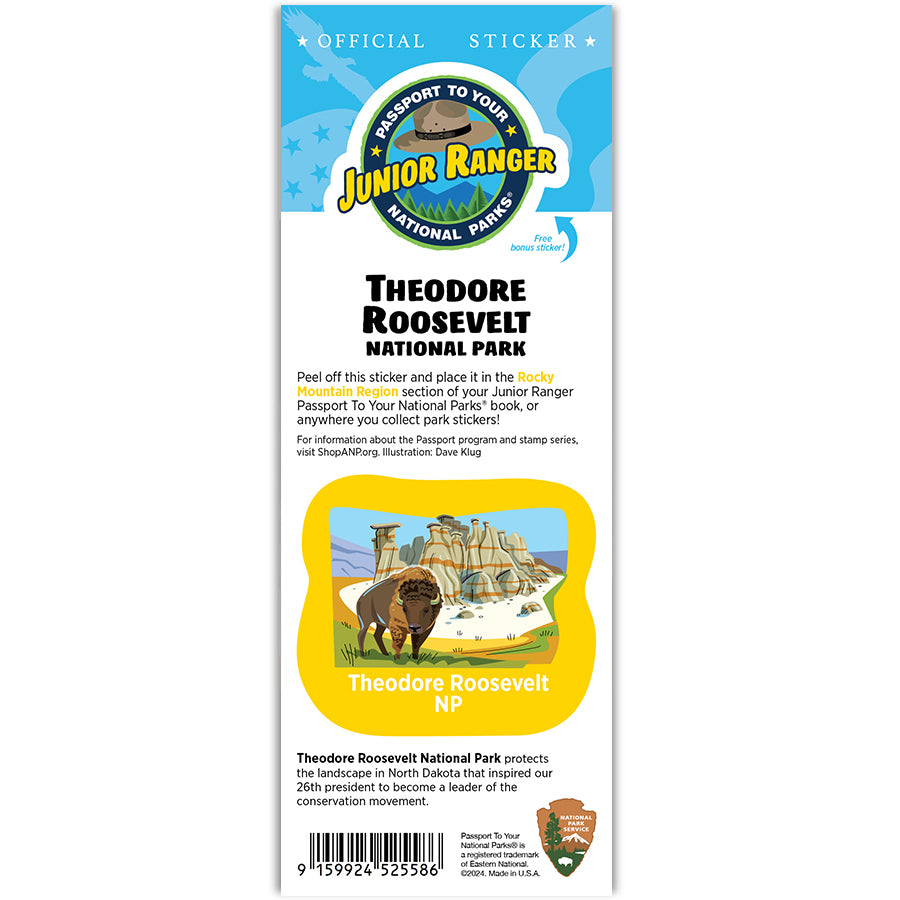 ★ OFFICIAL STICKER ★
PASSPORT TO YOUR
JUNIOR RANGER
NATIONAL PARKS®
Free
bonus sticker!
THEODORE
ROOSEVELT
NATIONAL PARK
Peel off this sticker and place it in the Rocky
Mountain Region section of your Junior Ranger
Passport To Your National Parks® book, or
anywhere you collect park stickers!
For information about the Passport program and stamp series,
visit ShopANP.org. Illustration: Dave Klug
Theodore Roosevelt
NP
Theodore Roosevelt National Park protects
the landscape in North Dakota that inspired our
26th president to become a leader of the
conservation movement.
9 159924 525586
Passport To Your
National Parks® is
a registered trademark
of Eastern National.
©2024. Made in U.S.A.
NATIONAL
PARK
SERVICE